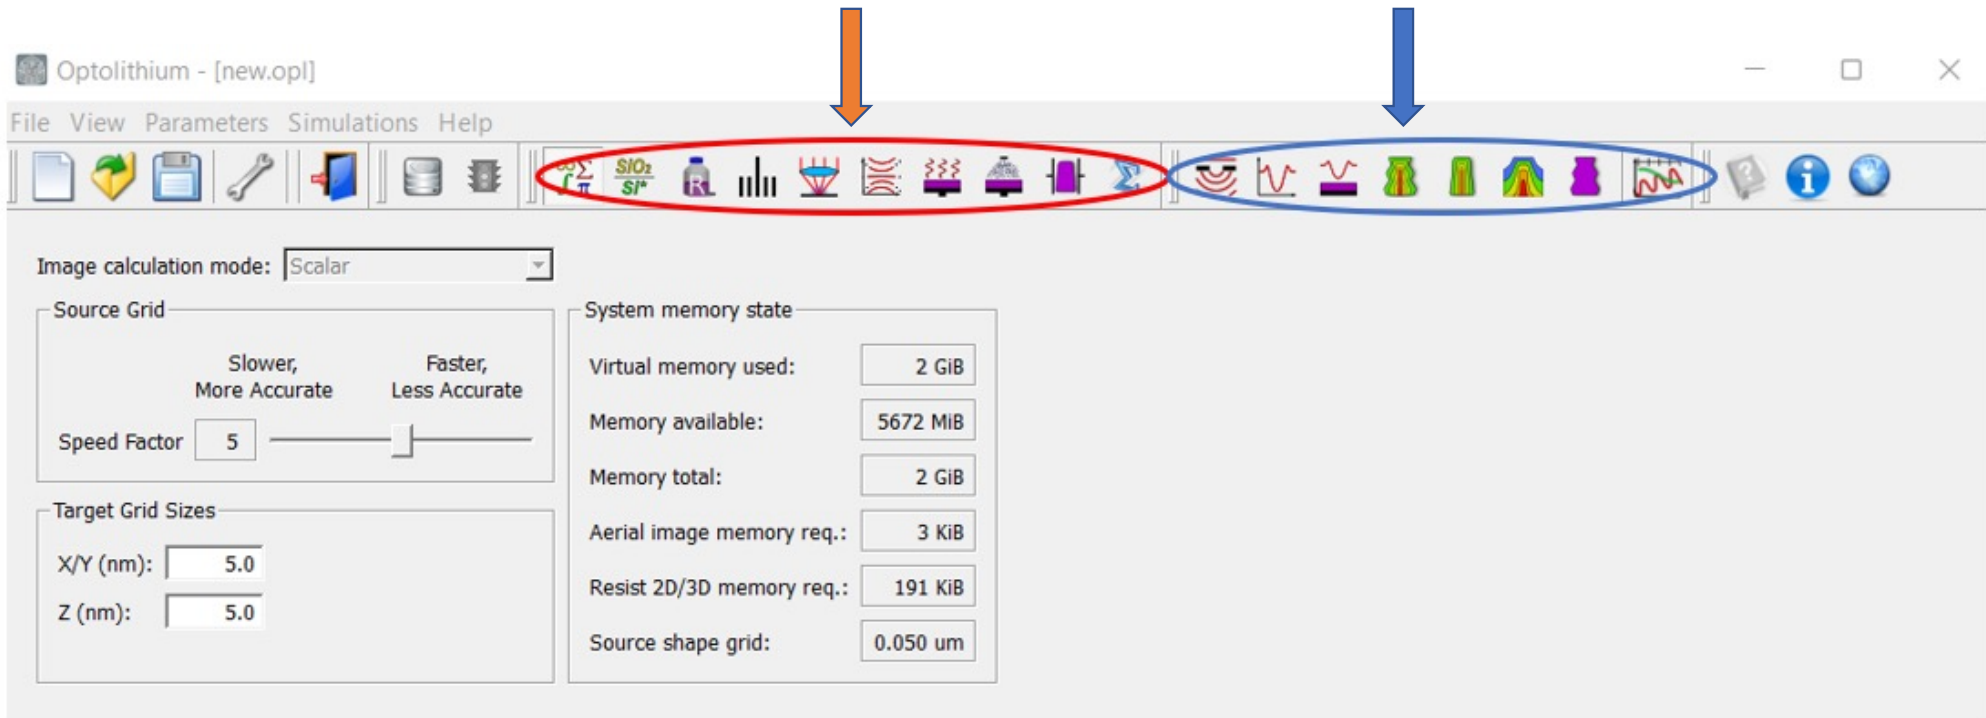 Optolithium - [new.opl]
File View Parameters Simulations Help
∞ Σ ∫ π
SIO₂
SI*
R
Σ
i
Image calculation mode: Scalar
Source Grid
Slower,
More Accurate
Faster,
Less Accurate
Speed Factor 5
Target Grid Sizes
X/Y (nm): 5.0
Z (nm): 5.0
System memory state
Virtual memory used: 2 GiB
Memory available: 5672 MiB
Memory total: 2 GiB
Aerial image memory req.: 3 KiB
Resist 2D/3D memory req.: 191 KiB
Source shape grid: 0.050 um